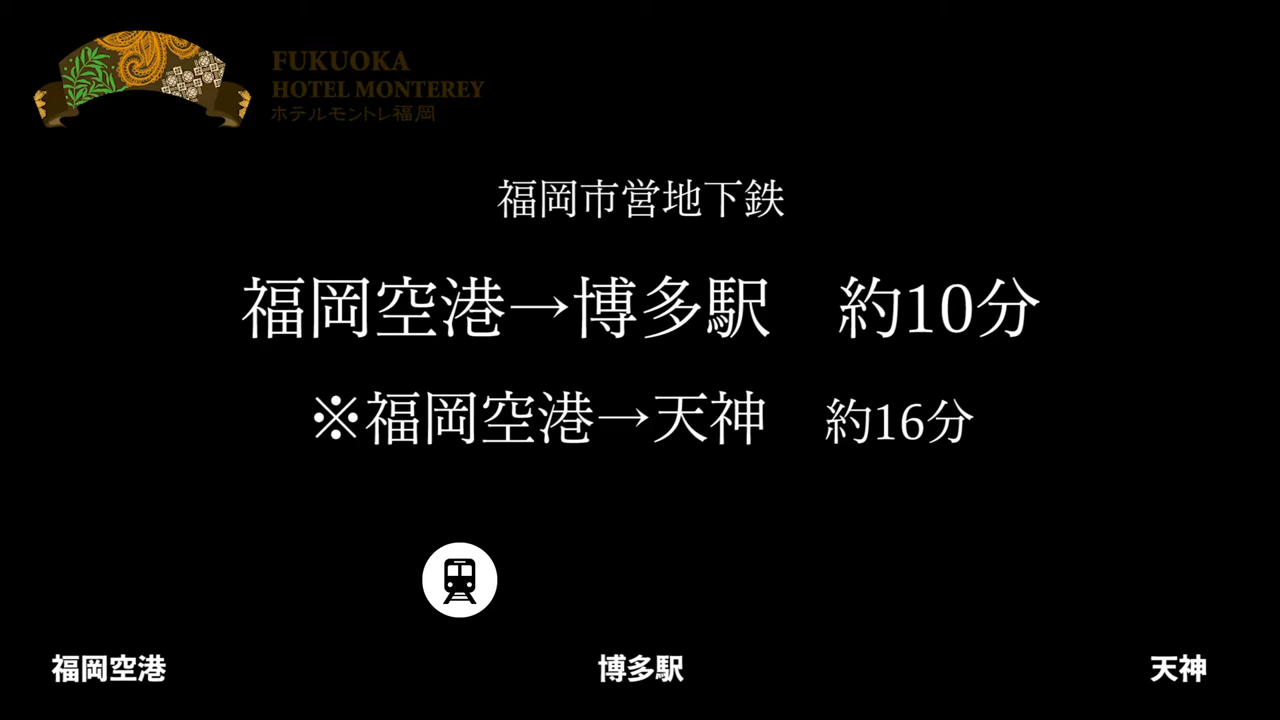 FUKUOKA
HOTEL MONTEREY
ホテルモントレ福岡
福岡市営地下鉄
福岡空港→博多駅　約10分
※福岡空港→天神　約16分
福岡空港　博多駅　天神